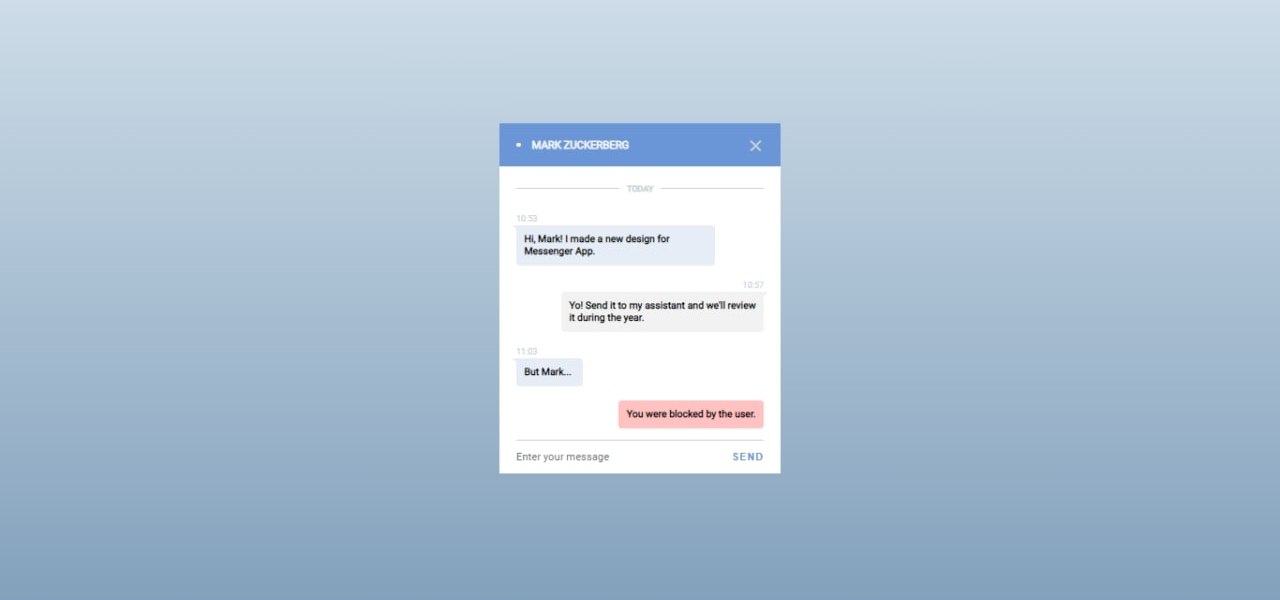 MARK ZUCKERBERG
TODAY
10:53
Hi, Mark! I made a new design for
Messenger App.
10:57
Yo! Send it to my assistant and we'll review
it during the year.
11:03
But Mark...
You were blocked by the user.
Enter your message
SEND